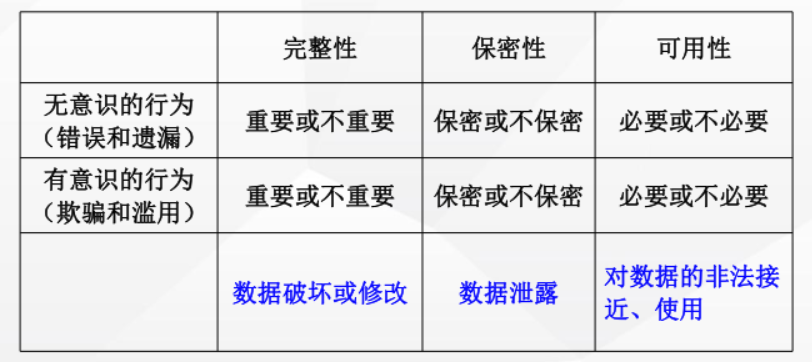 完整性 保密性 可用性
无意识的行为
（错误和遗漏） 重要或不重要 保密或不保密 必要或不必要
有意识的行为
（欺骗和滥用） 重要或不重要 保密或不保密 必要或不必要
数据破坏或修改 数据泄露 对数据的非法接
近、使用